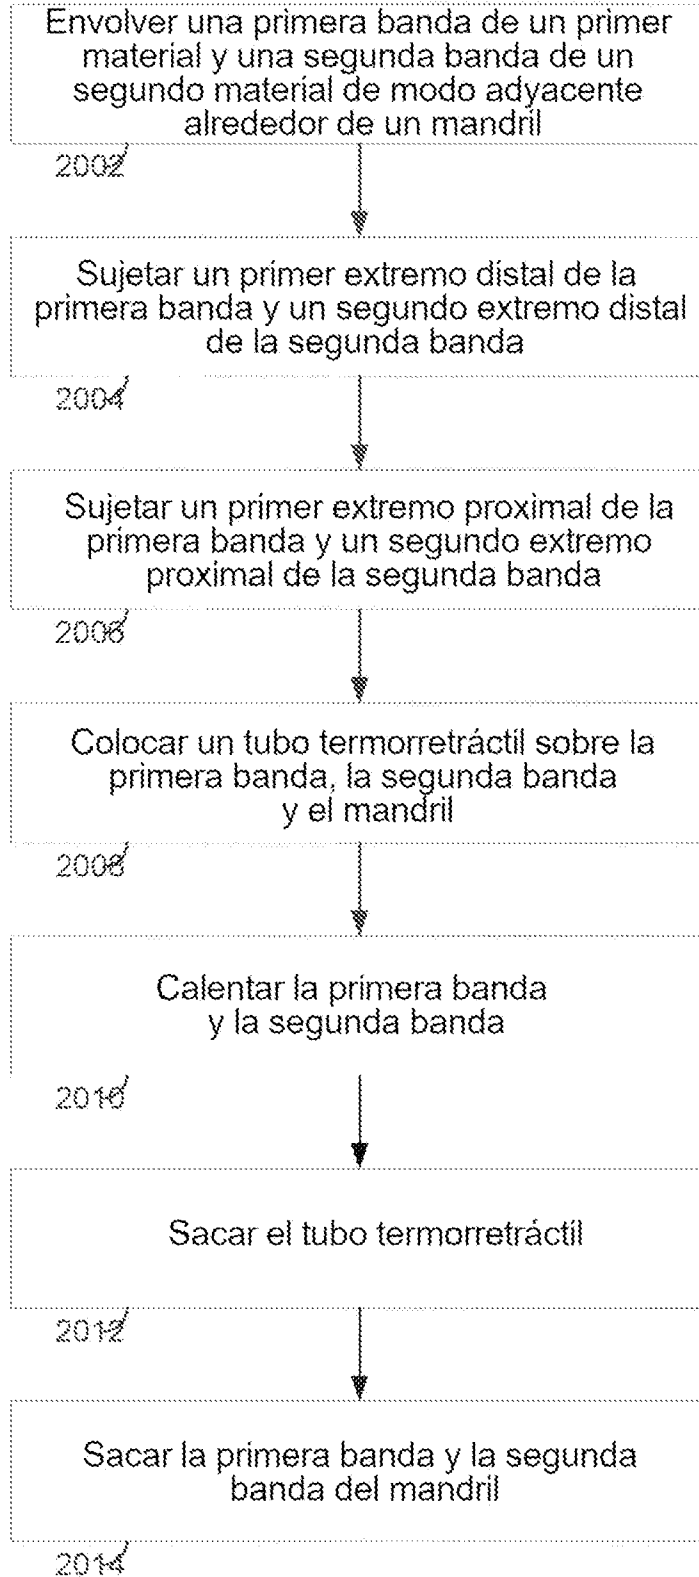 Envolver una primera banda de un primer
material y una segunda banda de un
segundo material de modo adyacente
alrededor de un mandril
2002
Sujetar un primer extremo distal de la
primera banda y un segundo extremo distal
de la segunda banda
2004
Sujetar un primer extremo proximal de la
primera banda y un segundo extremo
proximal de la segunda banda
2006
Colocar un tubo termorretráctil sobre la
primera banda, la segunda banda
y el mandril
2008
Calentar la primera banda
y la segunda banda
2010
Sacar el tubo termorretráctil
2012
Sacar la primera banda y la segunda
banda del mandril
2014